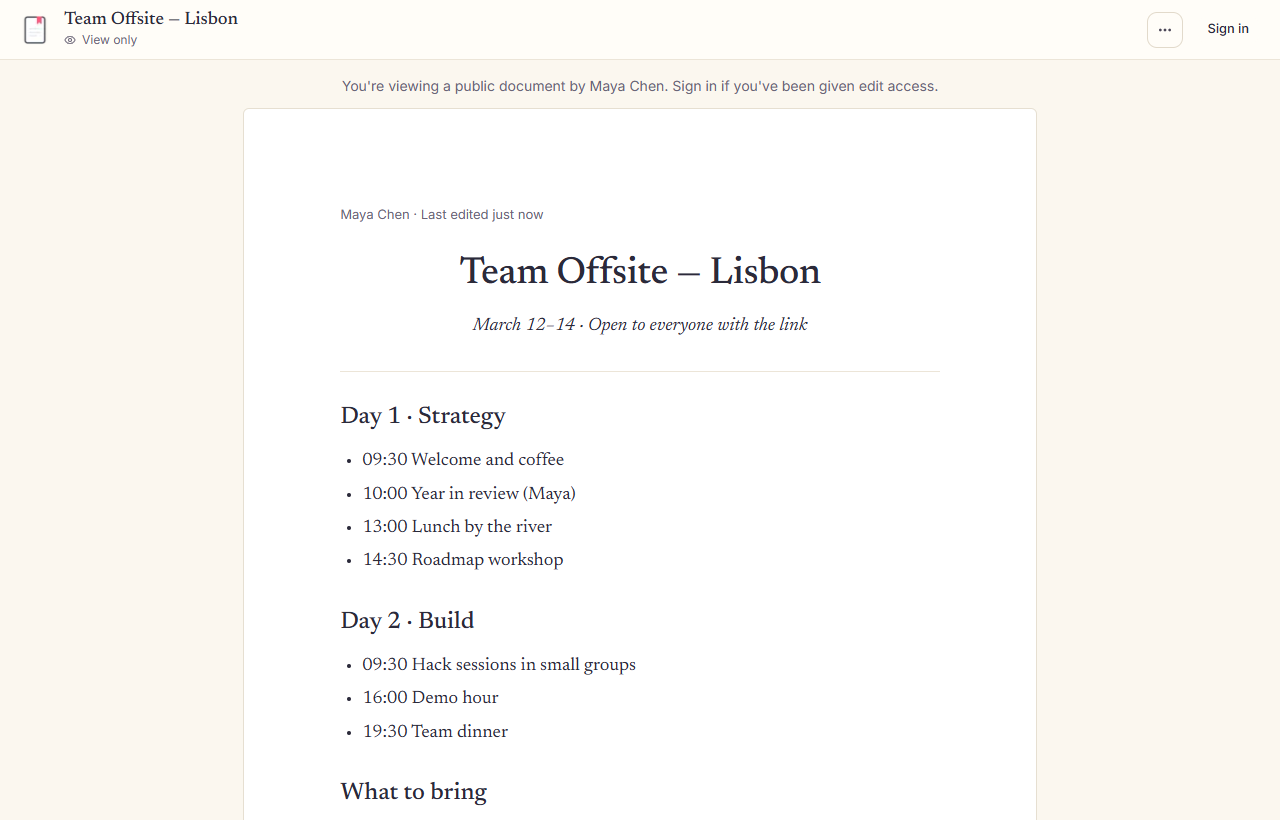 Team Offsite – Lisbon
View only
Sign in
You're viewing a public document by Maya Chen. Sign in if you've been given edit access.
Maya Chen · Last edited just now
Team Offsite – Lisbon
March 12–14 · Open to everyone with the link
Day 1 · Strategy
• 09:30 Welcome and coffee
• 10:00 Year in review (Maya)
• 13:00 Lunch by the river
• 14:30 Roadmap workshop
Day 2 · Build
• 09:30 Hack sessions in small groups
• 16:00 Demo hour
• 19:30 Team dinner
What to bring